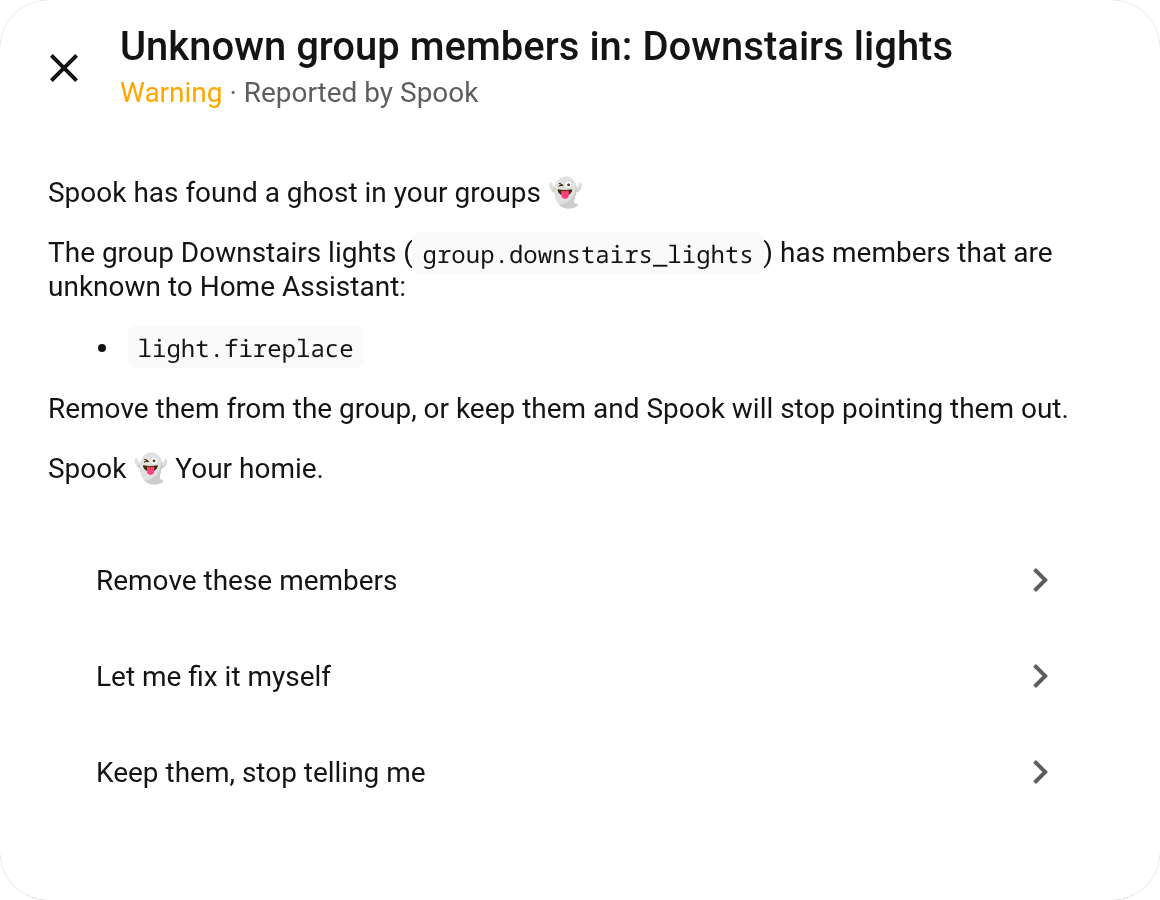 Unknown group members in: Downstairs lights
Warning · Reported by Spook
Spook has found a ghost in your groups 👻
The group Downstairs lights ( group.downstairs_lights ) has members that are
unknown to Home Assistant:
• light.fireplace
Remove them from the group, or keep them and Spook will stop pointing them out.
Spook 👻 Your homie.
Remove these members
Let me fix it myself
Keep them, stop telling me